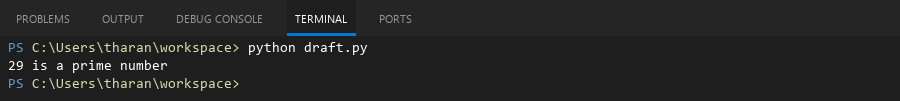 PROBLEMS OUTPUT DEBUG CONSOLE TERMINAL PORTS
PS C:\Users\tharan\workspace> python draft.py
29 is a prime number
PS C:\Users\tharan\workspace>